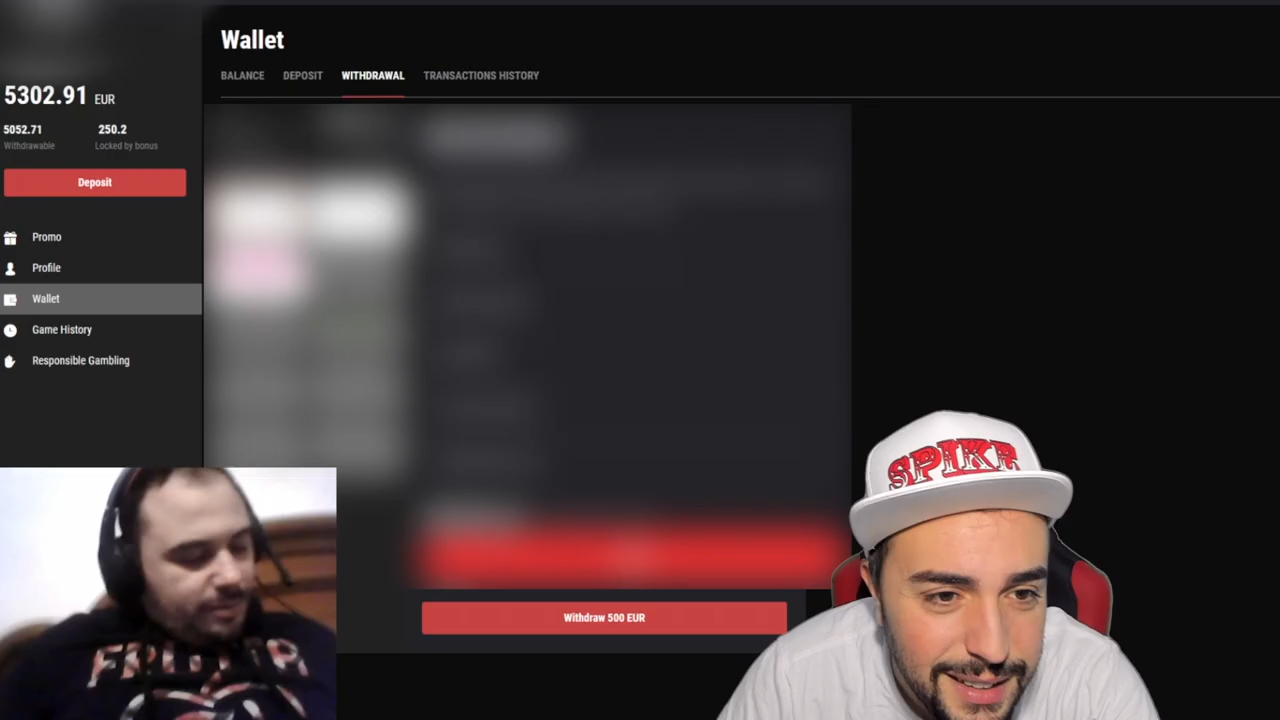 Wallet
BALANCE DEPOSIT WITHDRAWAL TRANSACTIONS HISTORY
5302.91 EUR
5052.71 250.2
Withdrawable Locked by bonus
Deposit
Promo
Profile
Wallet
Game History
Responsible Gambling
Withdraw 500 EUR
SPIKE